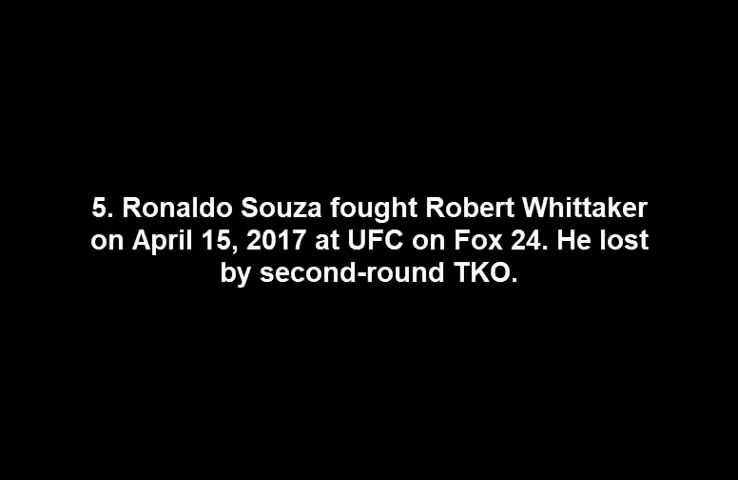 5. Ronaldo Souza fought Robert Whittaker
on April 15, 2017 at UFC on Fox 24. He lost
by second-round TKO.